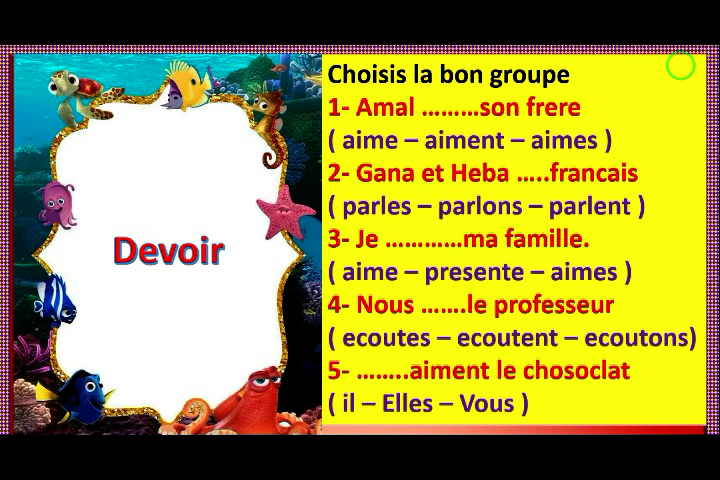 Devoir
Choisis la bon groupe
1- Amal ………son frere
( aime – aiment – aimes )
2- Gana et Heba …..francais
( parles – parlons – parlent )
3- Je …………ma famille.
( aime – presente – aimes )
4- Nous …….le professeur
( ecoutes – ecoutent – ecoutons)
5- ……..aiment le chosoclat
( il – Elles – Vous )